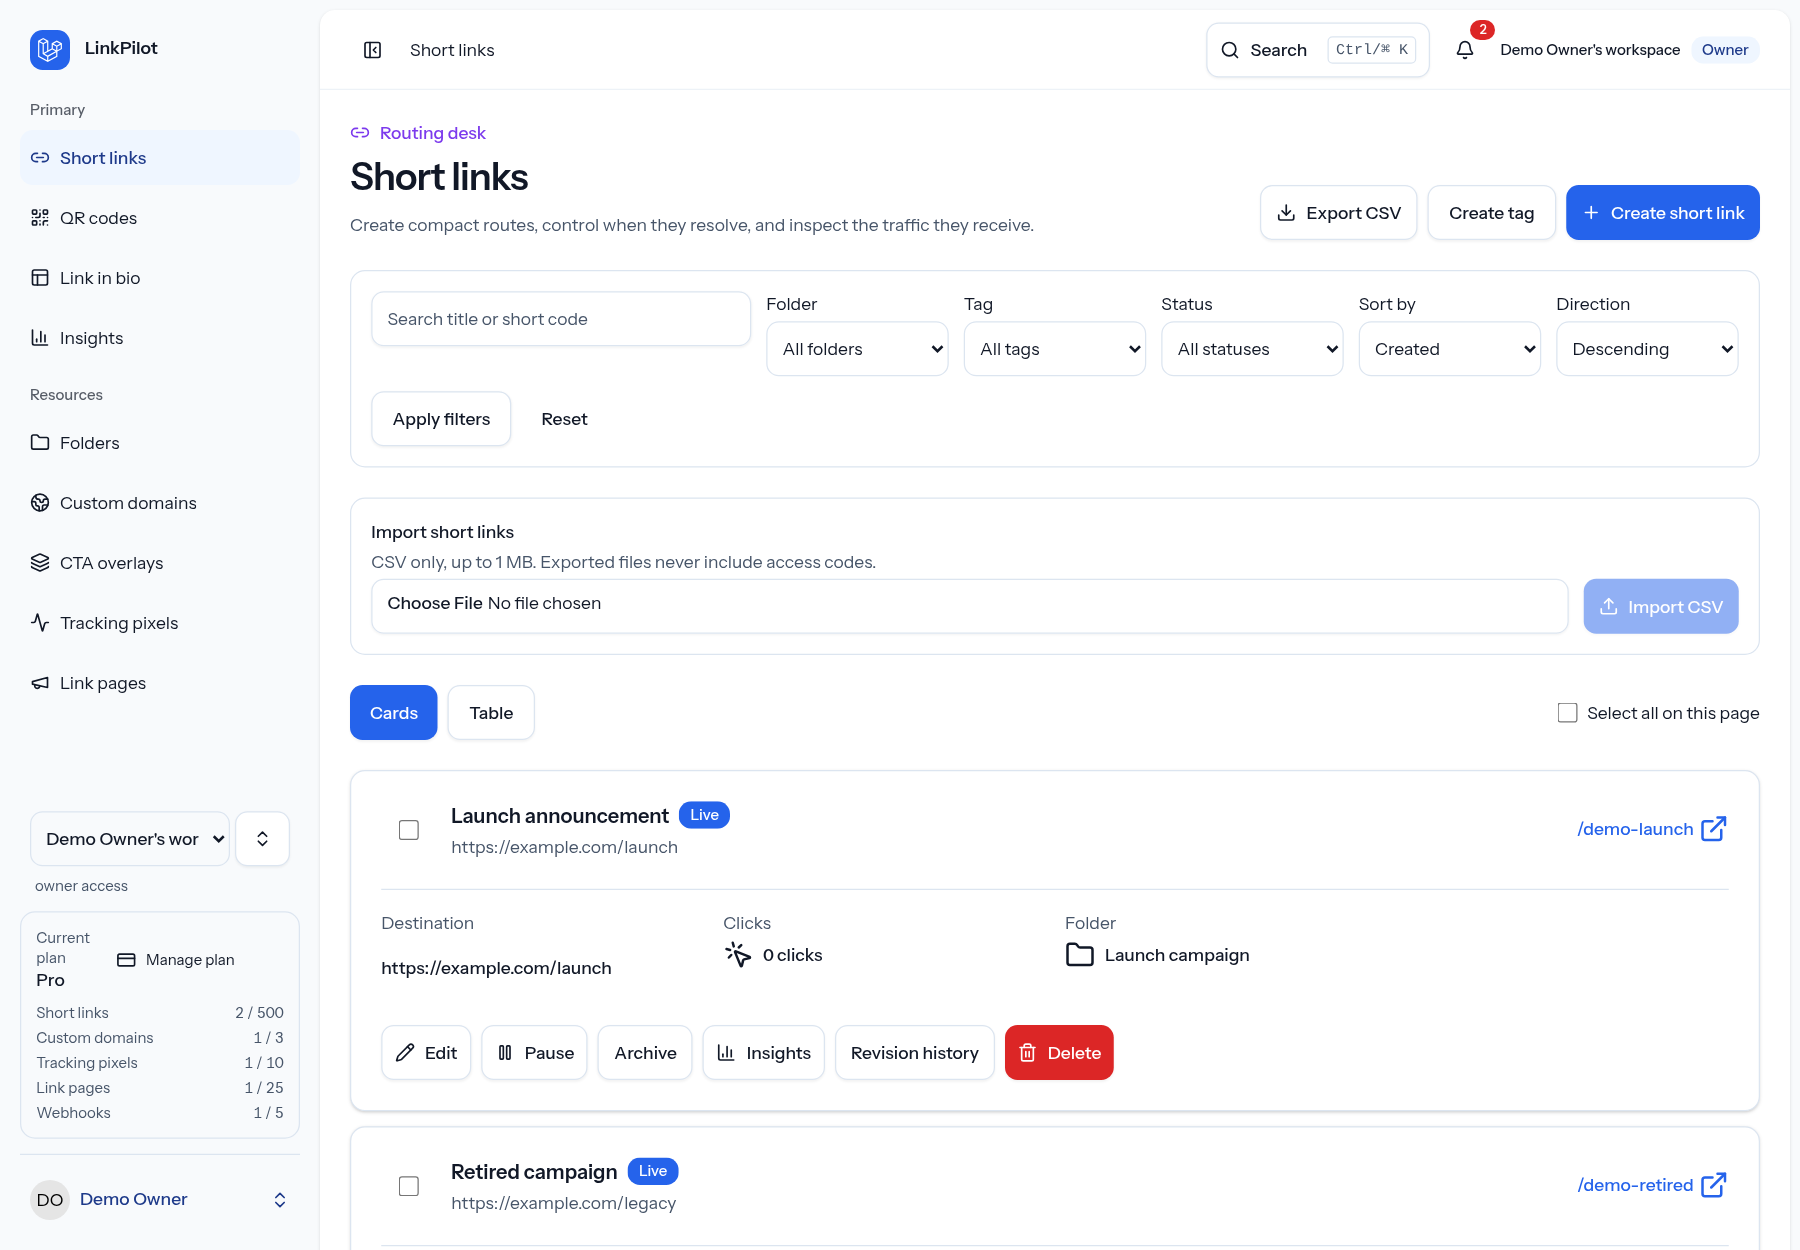 LinkPilot
Primary
Short links
QR codes
Link in bio
Insights
Resources
Folders
Custom domains
CTA overlays
Tracking pixels
Link pages
Demo Owner's wor
owner access
Current plan
Pro
Manage plan
Short links 2 / 500
Custom domains 1 / 3
Tracking pixels 1 / 10
Link pages 1 / 25
Webhooks 1 / 5
DO Demo Owner
Short links
Search Ctrl/⌘ K
2
Demo Owner's workspace Owner
Routing desk
Short links
Create compact routes, control when they resolve, and inspect the traffic they receive.
Export CSV Create tag Create short link
Search title or short code
Folder Tag Status Sort by Direction
All folders All tags All statuses Created Descending
Apply filters Reset
Import short links
CSV only, up to 1 MB. Exported files never include access codes.
Choose File No file chosen
Import CSV
Cards Table
Select all on this page
Launch announcement Live
https://example.com/launch
/demo-launch
Destination Clicks Folder
https://example.com/launch 0 clicks Launch campaign
Edit Pause Archive Insights Revision history Delete
Retired campaign Live
https://example.com/legacy
/demo-retired